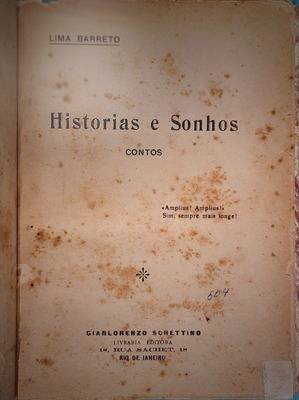 LIMA BARRETO
Historias e Sonhos
CONTOS
«Amplius! Amplius!»
Sim; sempre mais longe!
604
GIANLORENZO SCHETTINO
LIVRARIA EDITORA
18, RUA SACHET, 18
RIO DE JANEIRO